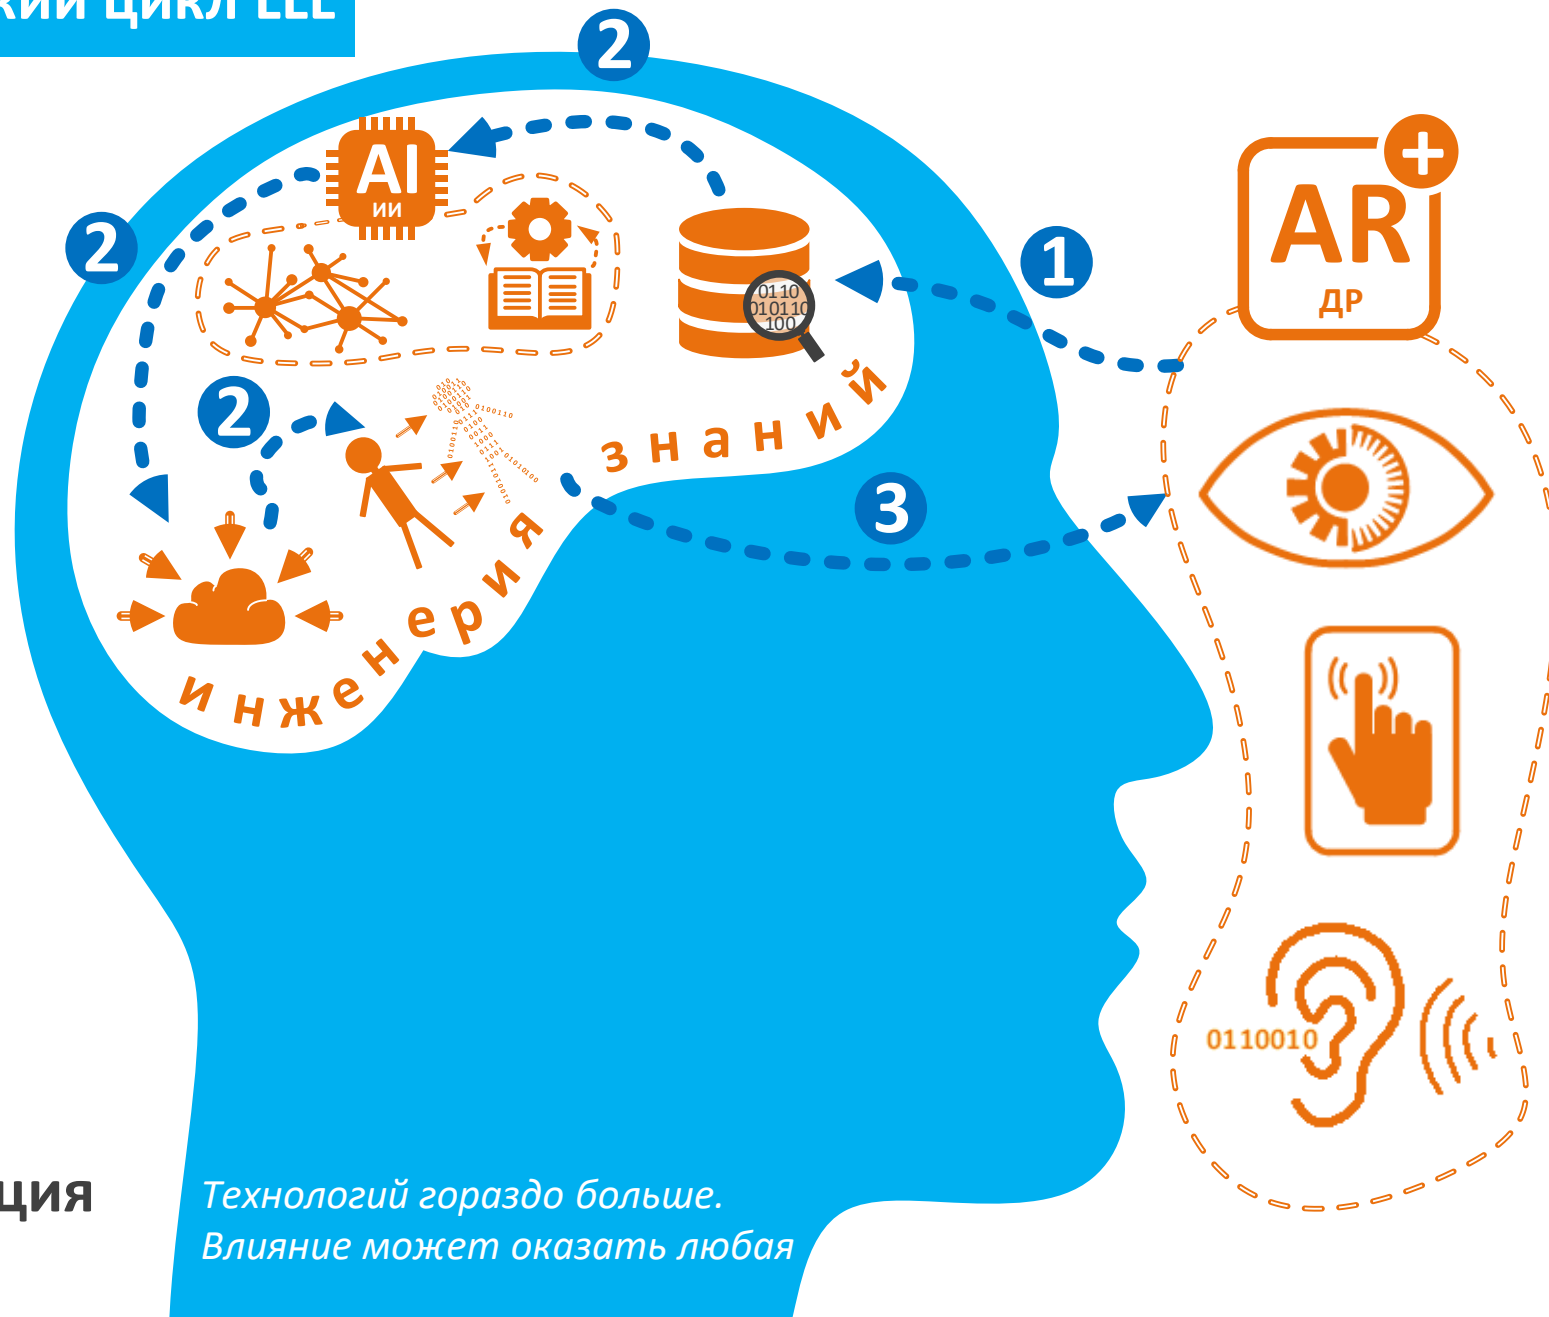 кий цикл LLL
2
AI
ии
2
1
AR
+
ДР
0110
010110
100
2
знаний
3
инженерия
0110010
ция
Технологий гораздо больше.
Влияние может оказать любая